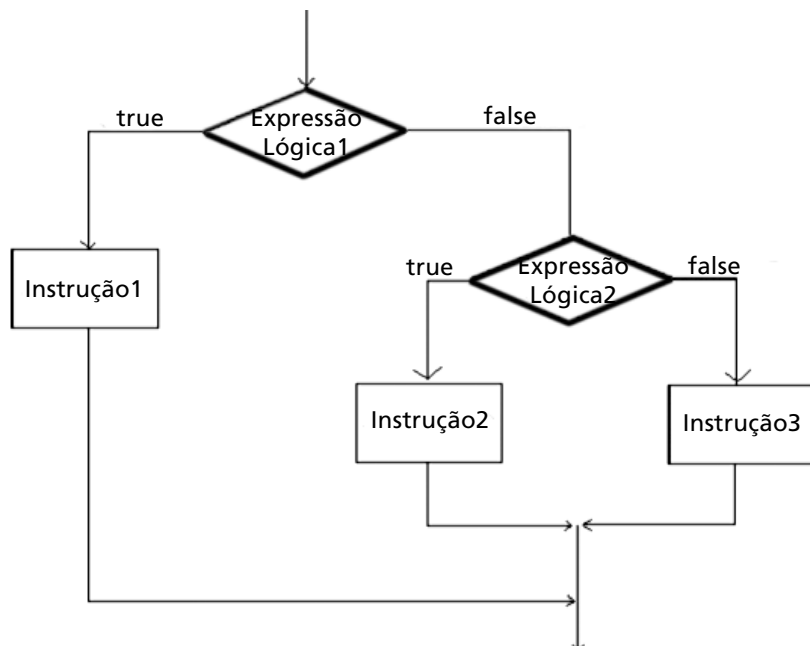 true
Expressão
Lógica1
false
Instrução1
true
Expressão
Lógica2
false
Instrução2
Instrução3